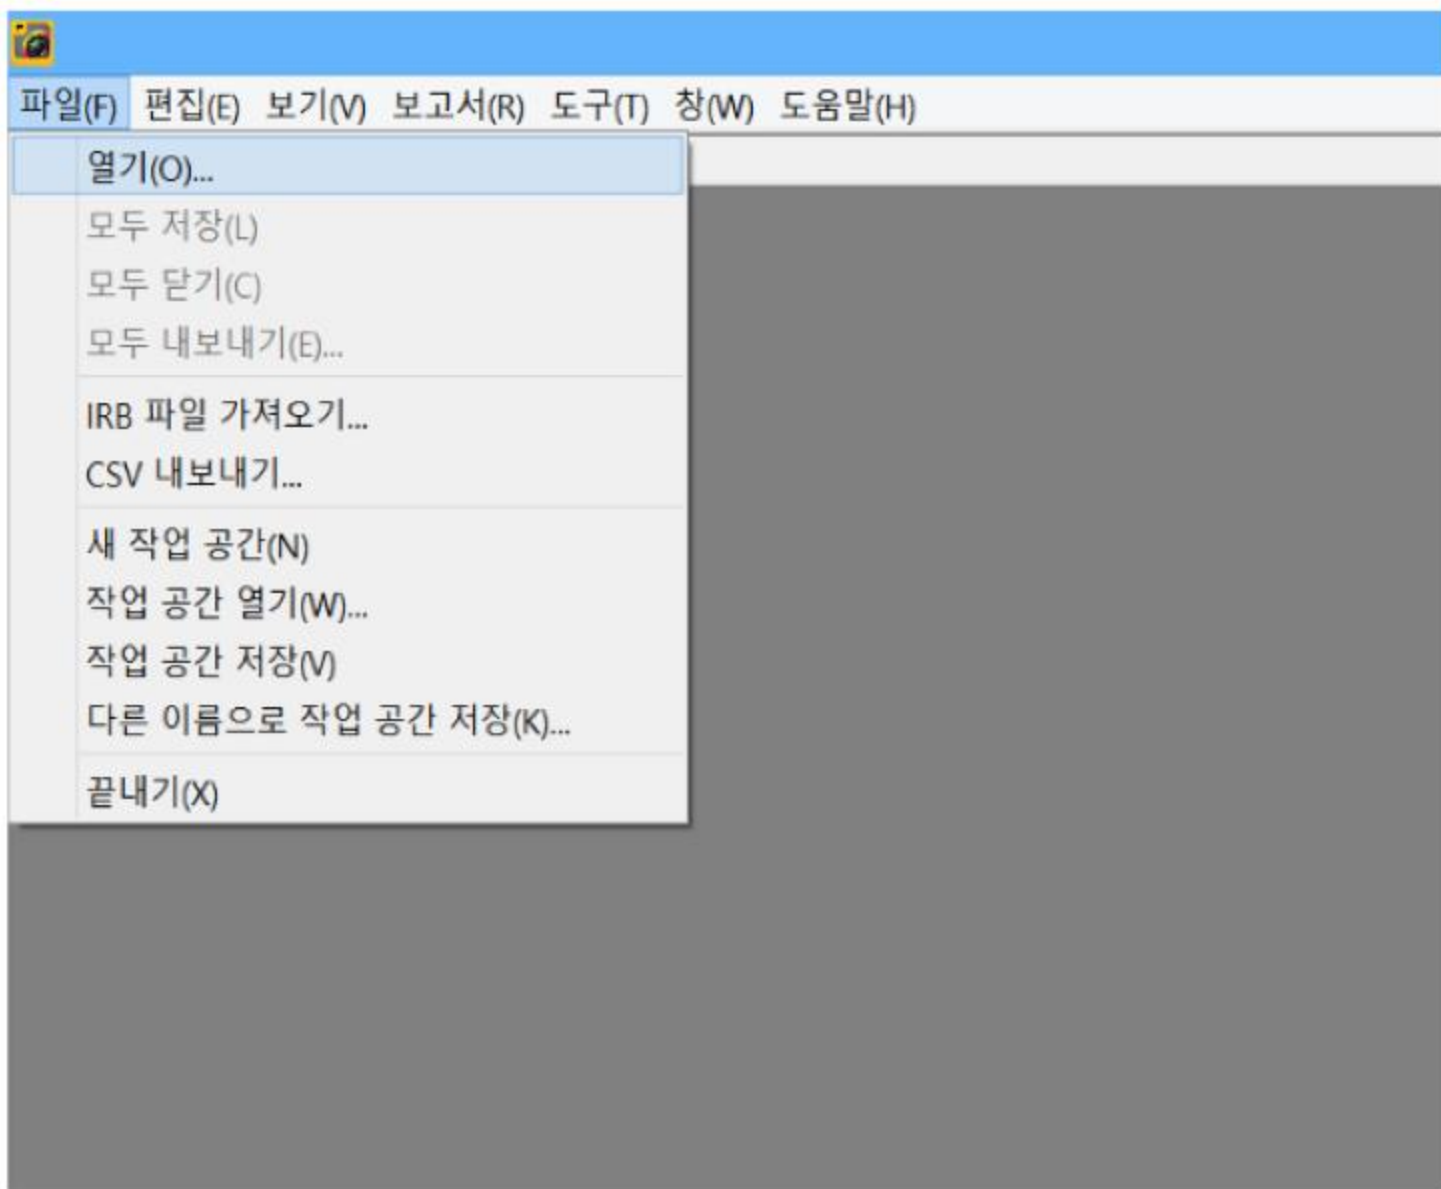 파일(F) 편집(E) 보기(V) 보고서(R) 도구(T) 창(W) 도움말(H)
열기(O)...
모두 저장(L)
모두 닫기(C)
모두 내보내기(E)...
IRB 파일 가져오기...
CSV 내보내기...
새 작업 공간(N)
작업 공간 열기(W)...
작업 공간 저장(V)
다른 이름으로 작업 공간 저장(K)...
끝내기(X)